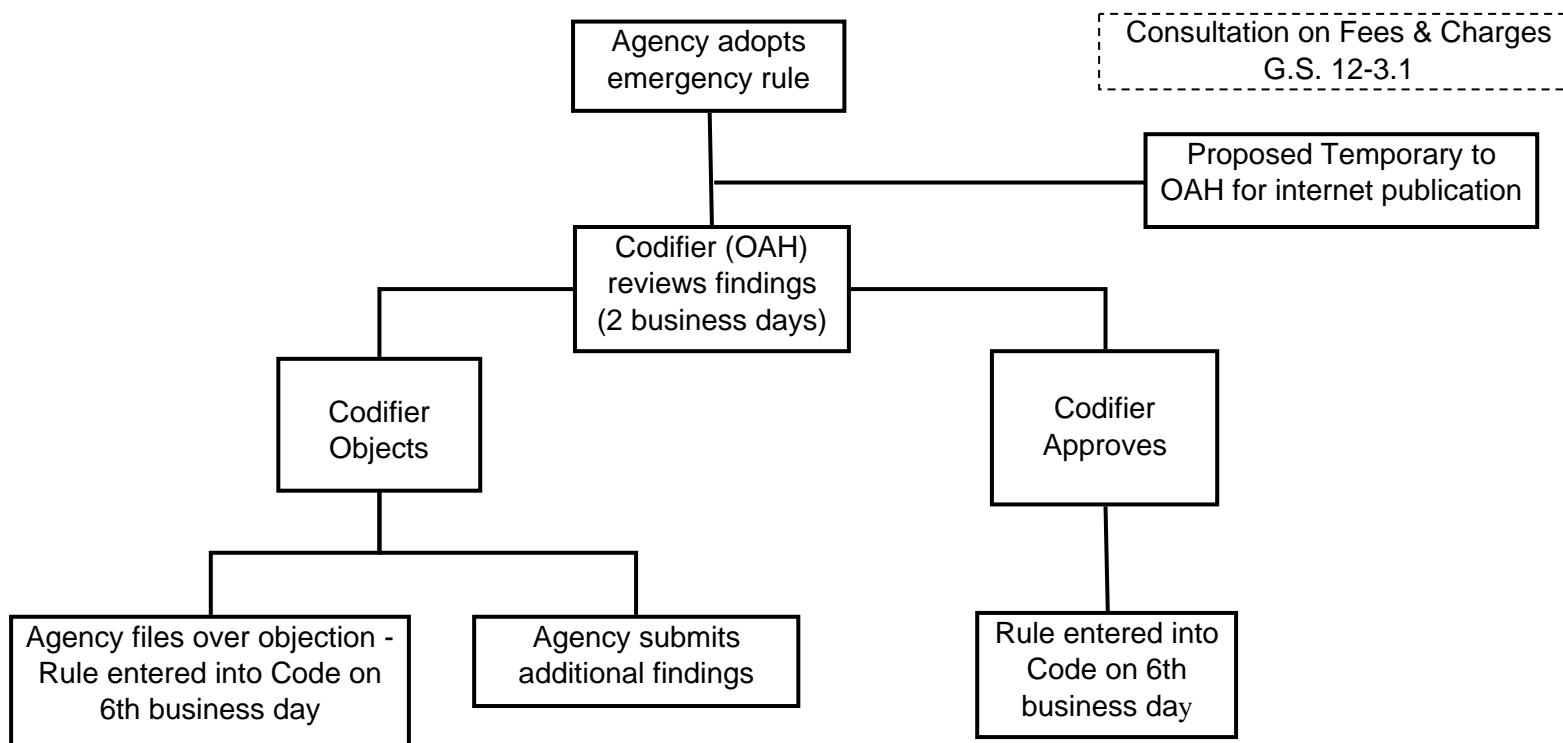 Agency adopts
emergency rule
Consultation on Fees & Charges
G.S. 12-3.1
Proposed Temporary to
OAH for internet publication
Codifier (OAH)
reviews findings
(2 business days)
Codifier
Objects
Codifier
Approves
Agency files over objection -
Rule entered into Code on
6th business day
Agency submits
additional findings
Rule entered into
Code on 6th
business day